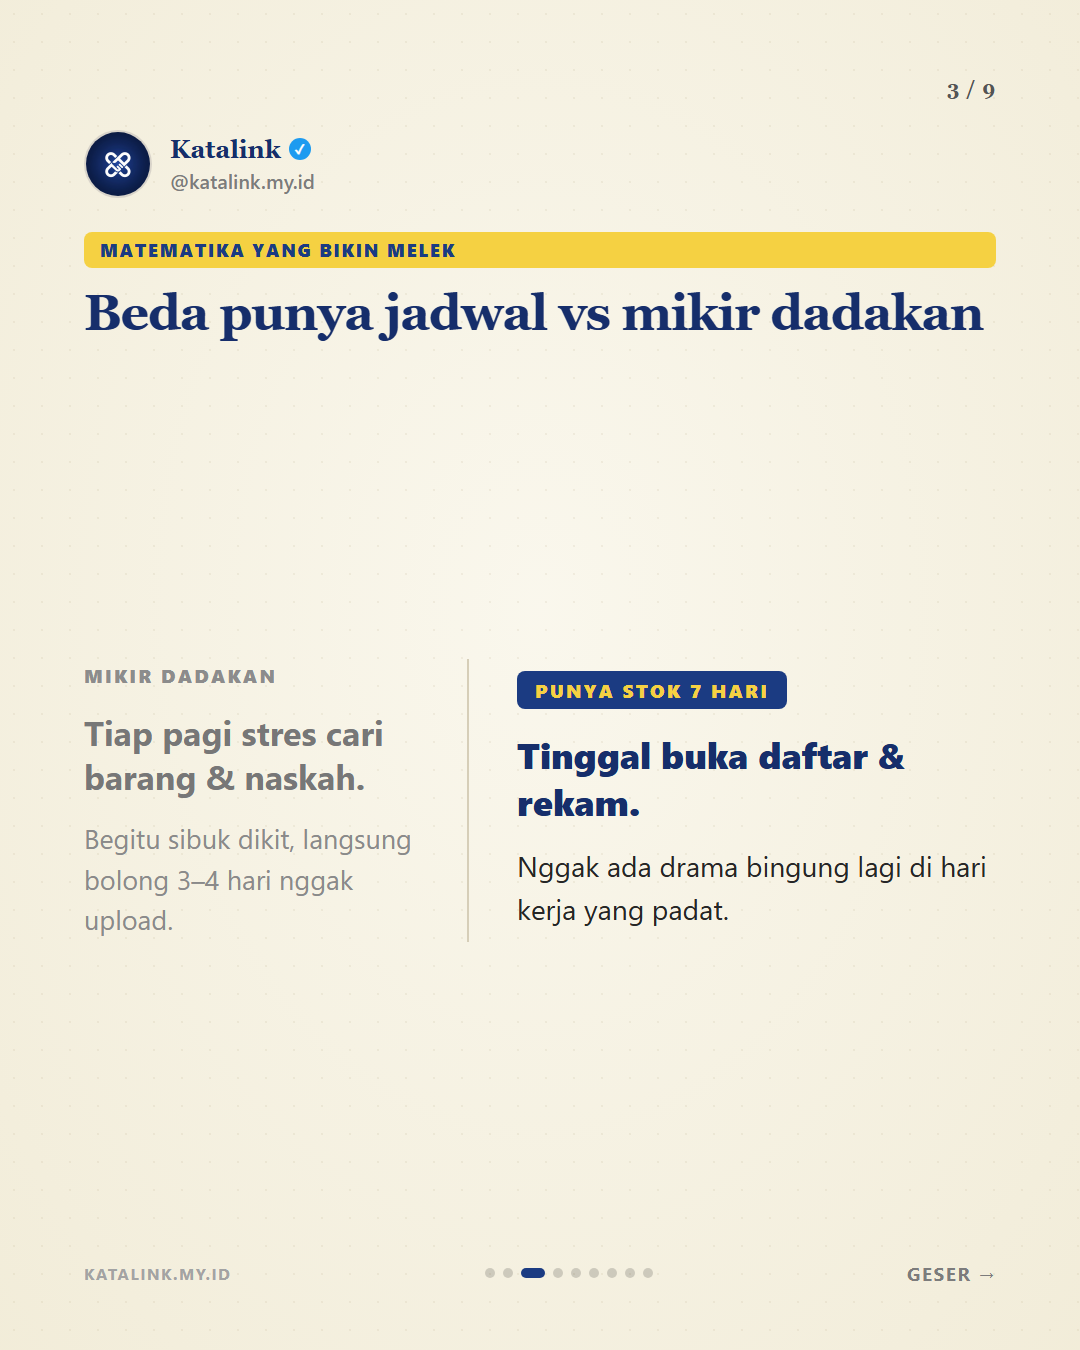 3 / 9
Katalink
@katalink.my.id
MATEMATIKA YANG BIKIN MELEK
Beda punya jadwal vs mikir dadakan
MIKIR DADAKAN
Tiap pagi stres cari
barang & naskah.
Begitu sibuk dikit, langsung
bolong 3–4 hari nggak
upload.
PUNYA STOK 7 HARI
Tinggal buka daftar &
rekam.
Nggak ada drama bingung lagi di hari
kerja yang padat.
KATALINK.MY.ID
GESER →